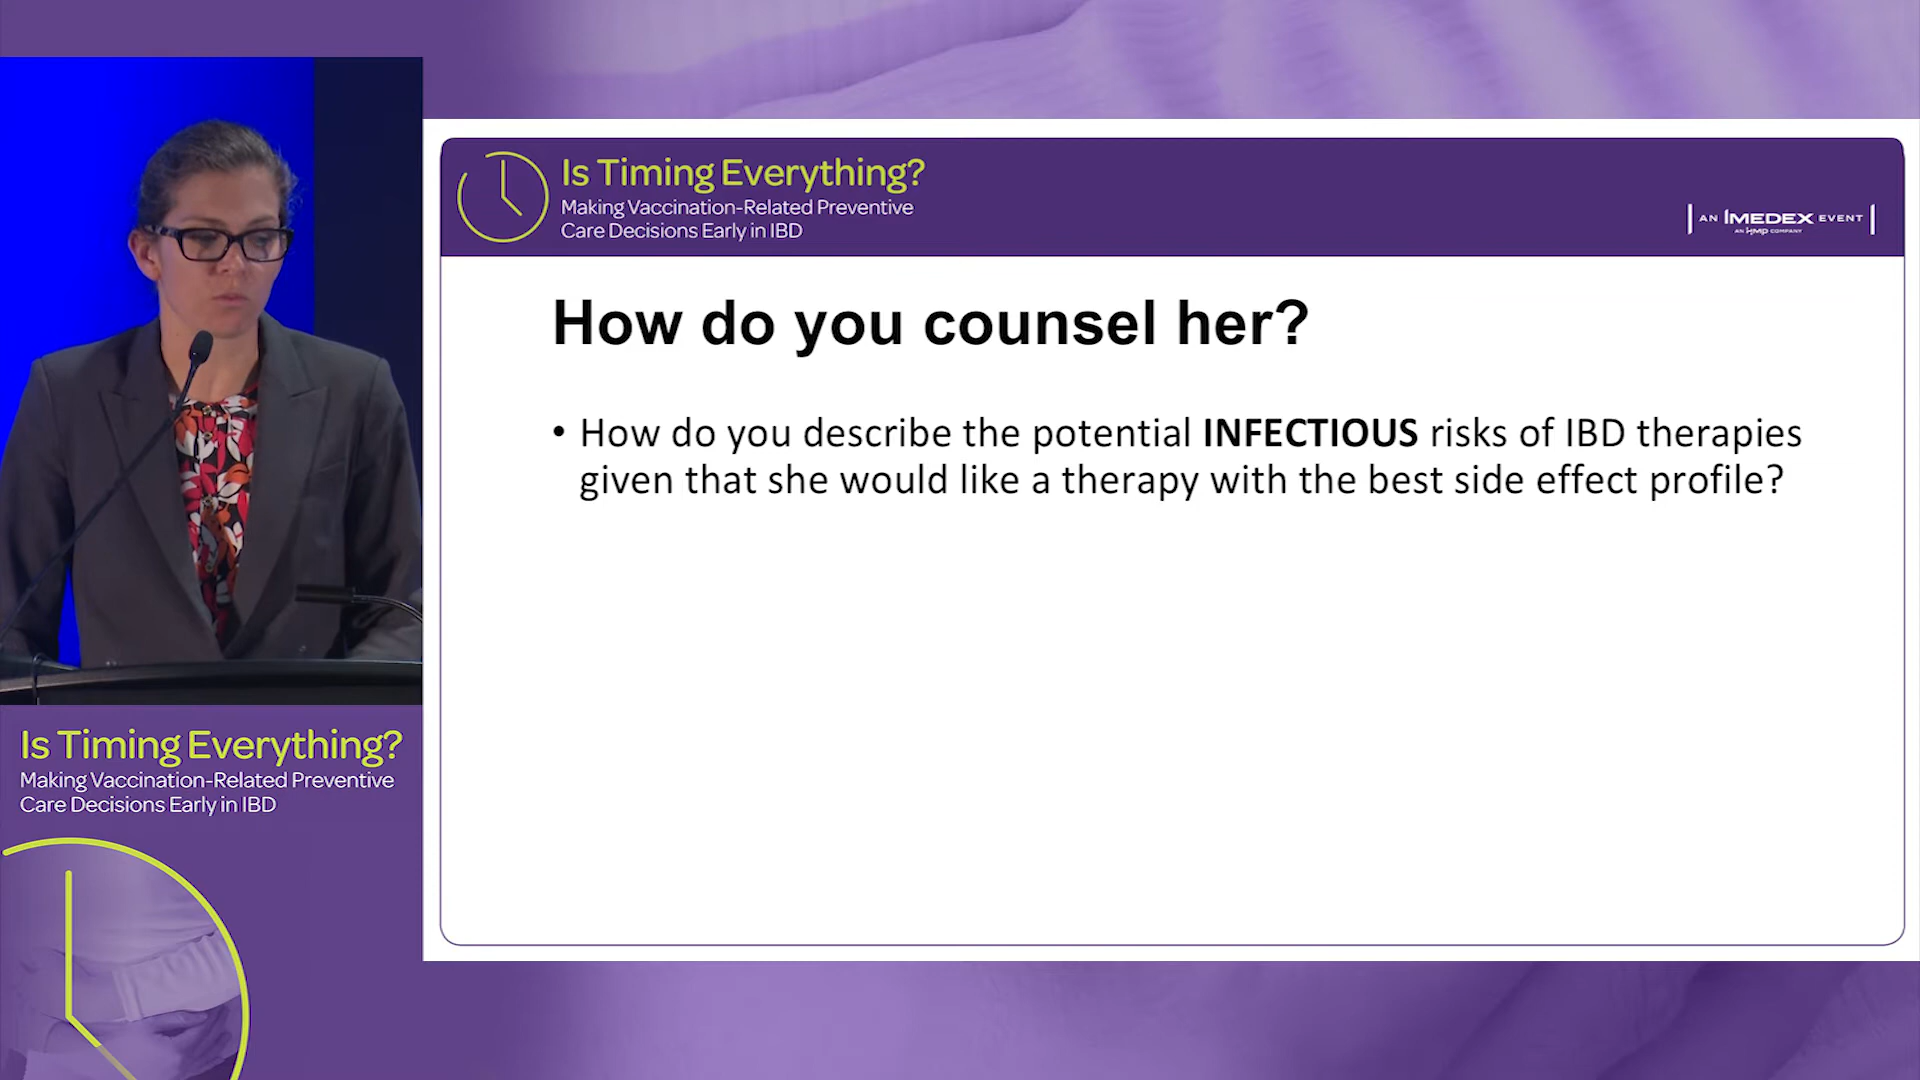 Is Timing Everything?
Making Vaccination-Related Preventive
Care Decisions Early in IBD
AN IMEDEX EVENT
AN HMP COMPANY
How do you counsel her?
• How do you describe the potential INFECTIOUS risks of IBD therapies
given that she would like a therapy with the best side effect profile?
Is Timing Everything?
Making Vaccination-Related Preventive
Care Decisions Early in IBD